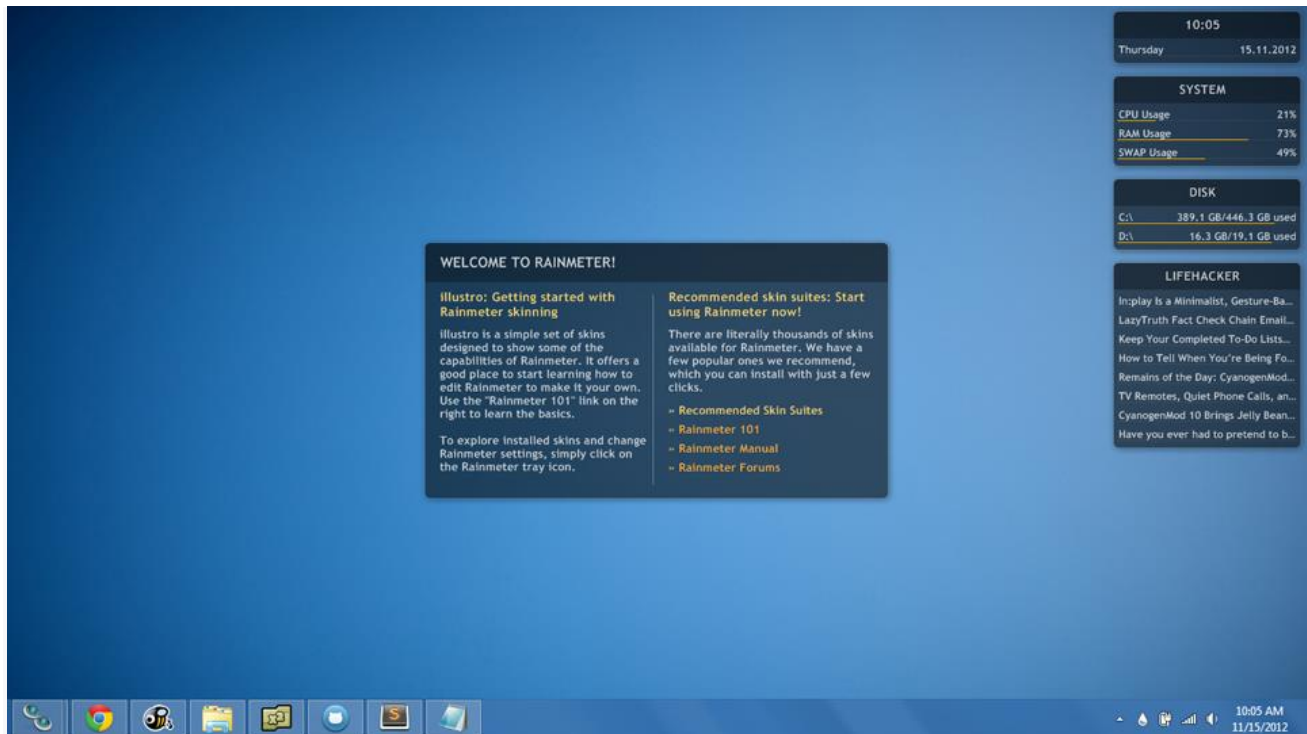 10:05
Thursday 15.11.2012
SYSTEM
CPU Usage 21%
RAM Usage 73%
SWAP Usage 49%
DISK
C:\ 389.1 GB/446.3 GB used
D:\ 16.3 GB/19.1 GB used
LIFEHACKER
In:play Is a Minimalist, Gesture-Ba...
LazyTruth Fact Check Chain Email...
Keep Your Completed To-Do Lists...
How to Tell When You're Being Fo...
Remains of the Day: CyanogenMod...
TV Remotes, Quiet Phone Calls, an...
CyanogenMod 10 Brings Jelly Bean...
Have you ever had to pretend to b...
WELCOME TO RAINMETER!
illustro: Getting started with
Rainmeter skinning
illustro is a simple set of skins
designed to show some of the
capabilities of Rainmeter. It offers a
good place to start learning how to
edit Rainmeter to make it your own.
Use the "Rainmeter 101" link on the
right to learn the basics.
To explore installed skins and change
Rainmeter settings, simply click on
the Rainmeter tray icon.
Recommended skin suites: Start
using Rainmeter now!
There are literally thousands of skins
available for Rainmeter. We have a
few popular ones we recommend,
which you can install with just a few
clicks.
» Recommended Skin Suites
» Rainmeter 101
» Rainmeter Manual
» Rainmeter Forums
S
10:05 AM
11/15/2012